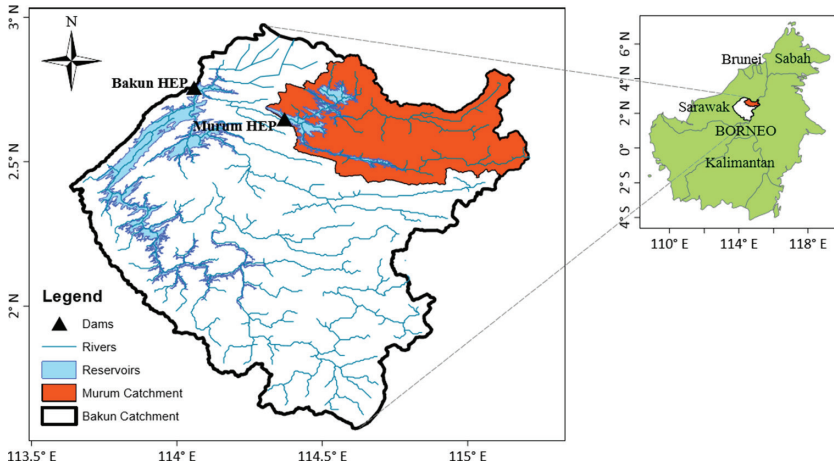 3° N
2.5° N
2° N
N
Bakun HEP
Murum HEP
Legend
Dams
Rivers
Reservoirs
Murum Catchment
Bakun Catchment
113.5° E
114° E
114.5° E
115° E
6° N
4° N
2° N
0°
2° S
4° S
Brunei
Sabah
Sarawak
BORNEO
Kalimantan
110° E
114° E
118° E